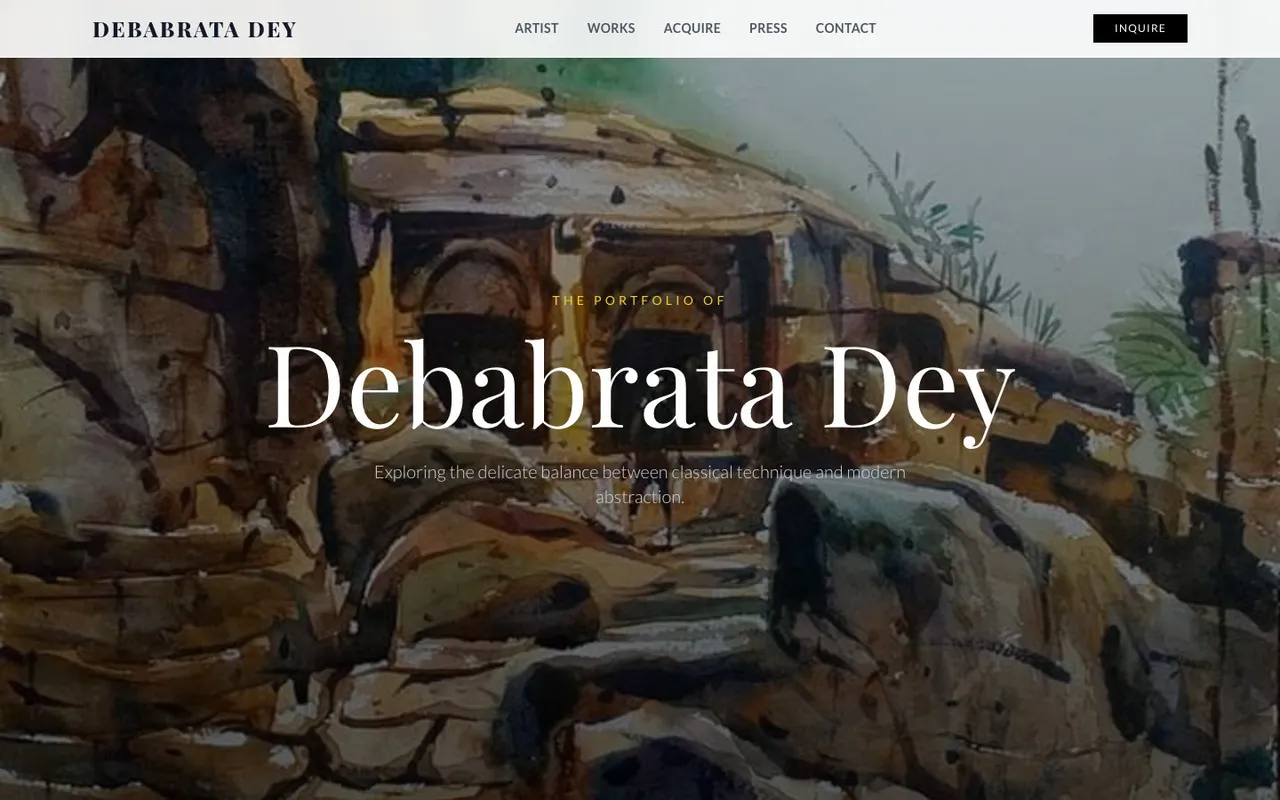 DEBABRATA DEY
ARTIST
WORKS
ACQUIRE
PRESS
CONTACT
INQUIRE
THE PORTFOLIO OF
Debabrata Dey
Exploring the delicate balance between classical technique and modern
abstraction.